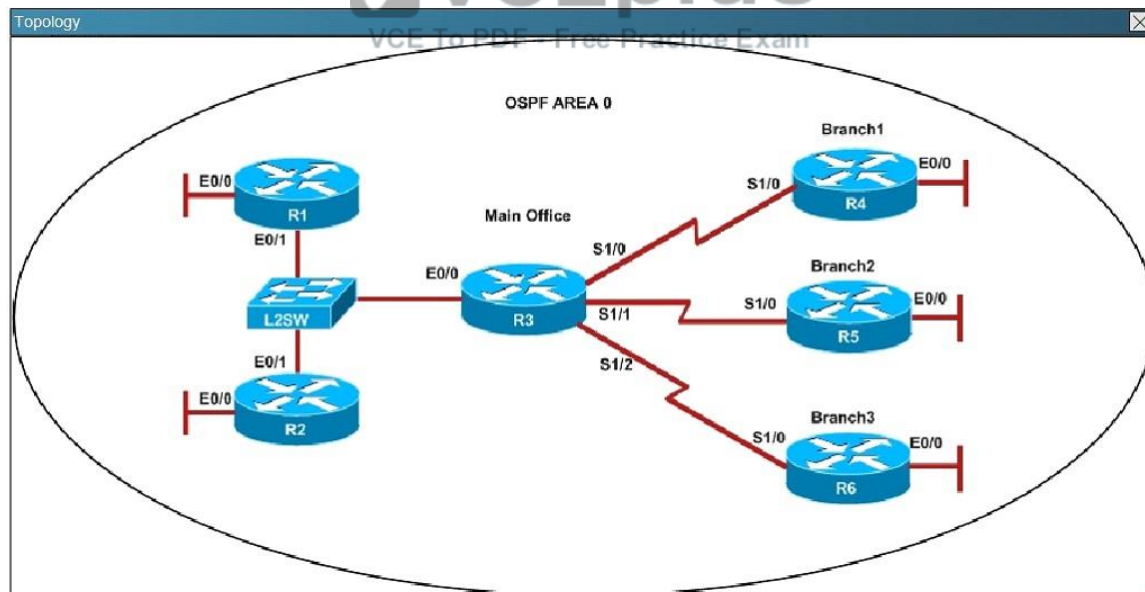 Topology
VCE To PDF - Free Practice Exam
OSPF AREA 0
Branch1
E0/0
S1/0
R4
E0/0
R1
E0/1
Main Office
S1/0
E0/0
R3
S1/1
S1/2
L2SW
Branch2
S1/0
E0/0
R5
E0/1
E0/0
R2
Branch3
S1/0
E0/0
R6